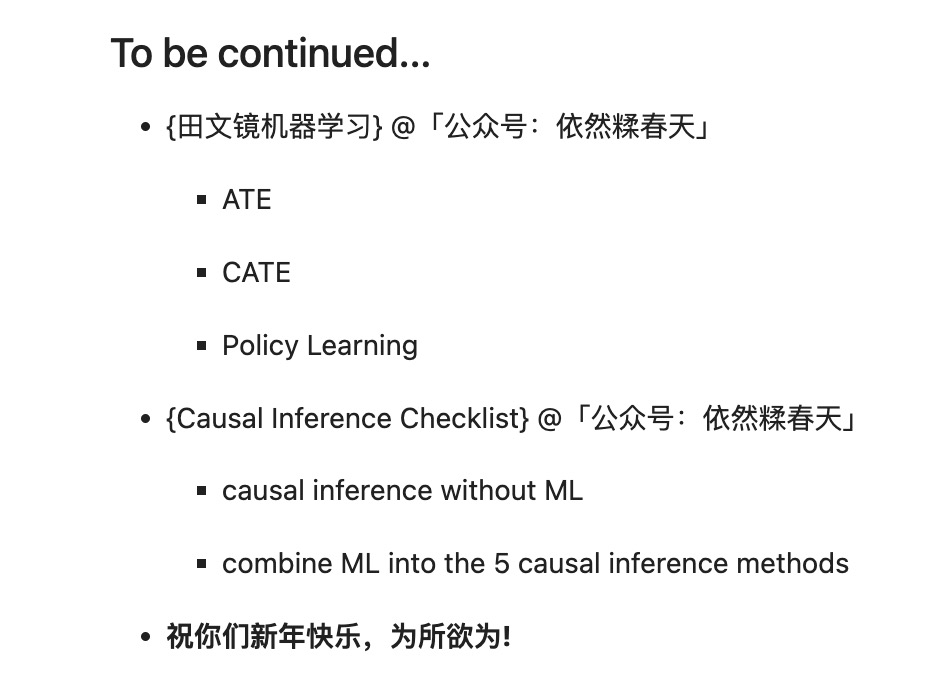 To be continued...
• {田文镜机器学习} @「公众号：依然糅春天」
▪ ATE
▪ CATE
▪ Policy Learning
• {Causal Inference Checklist} @「公众号：依然糅春天」
▪ causal inference without ML
▪ combine ML into the 5 causal inference methods
• 祝你们新年快乐，为所欲为!